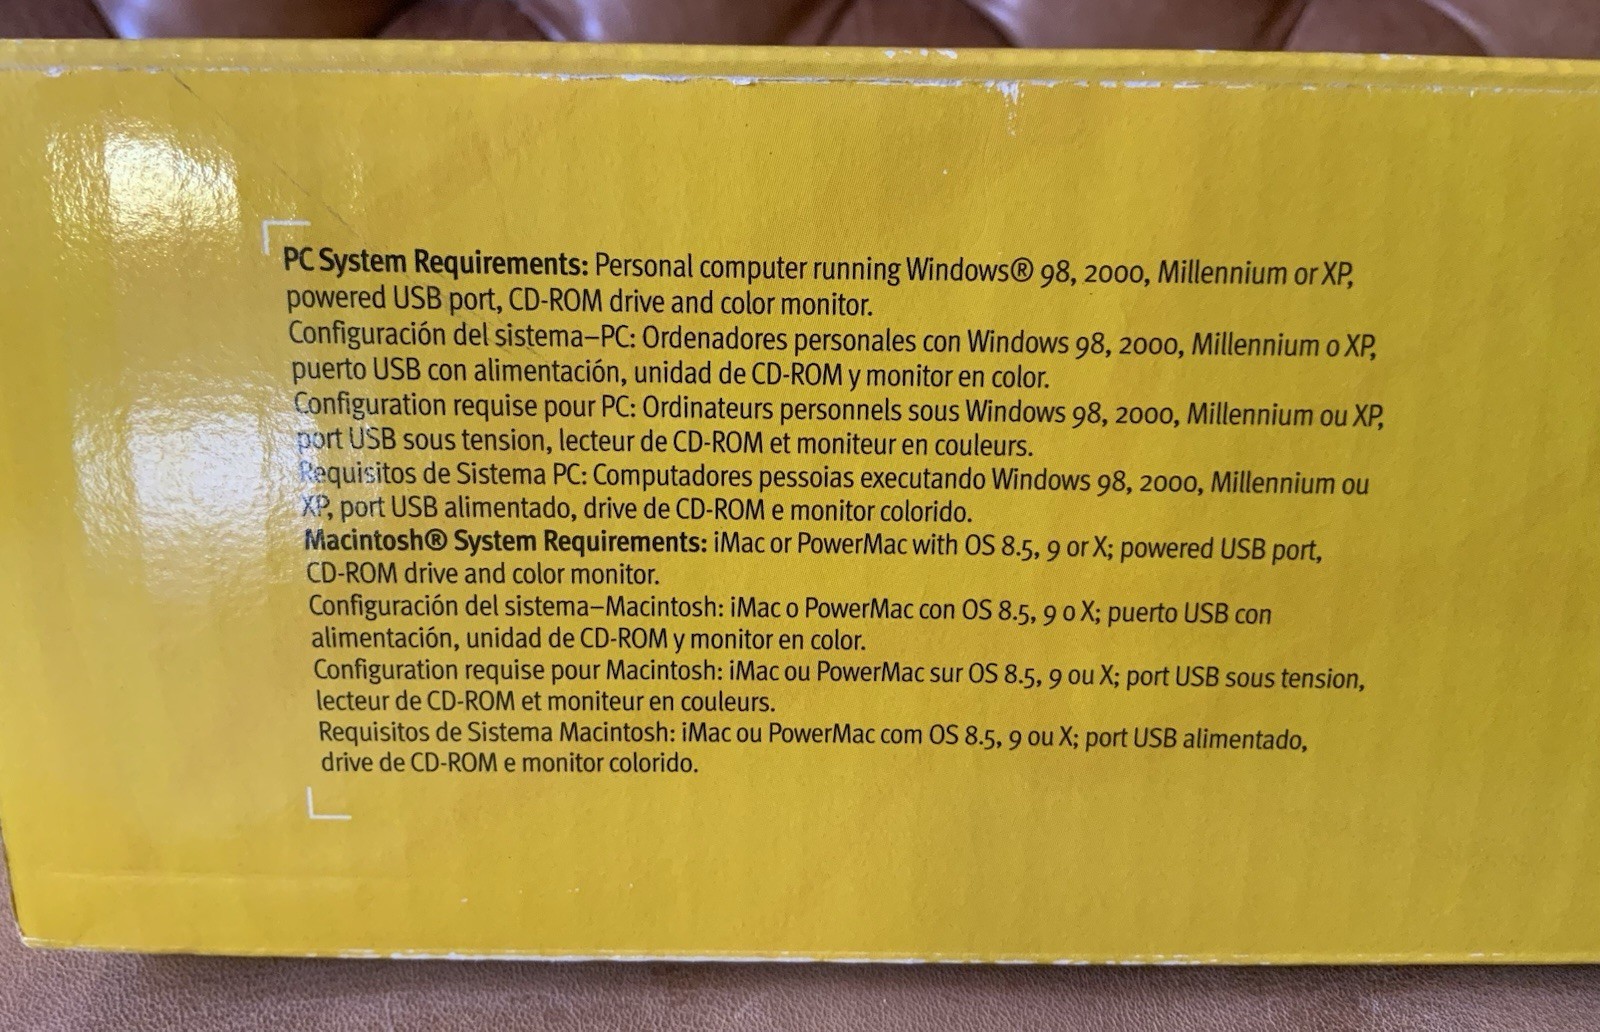 PC System Requirements: Personal computer running Windows® 98, 2000, Millennium or XP,
powered USB port, CD-ROM drive and color monitor.
Configuración del sistema–PC: Ordenadores personales con Windows 98, 2000, Millennium o XP,
puerto USB con alimentación, unidad de CD-ROM y monitor en color.
Configuration requise pour PC: Ordinateurs personnels sous Windows 98, 2000, Millennium ou XP,
port USB sous tension, lecteur de CD-ROM et moniteur en couleurs.
Requisitos de Sistema PC: Computadores pessoias executando Windows 98, 2000, Millennium ou
XP, port USB alimentado, drive de CD-ROM e monitor colorido.
Macintosh® System Requirements: iMac or PowerMac with OS 8.5, 9 or X; powered USB port,
CD-ROM drive and color monitor.
Configuración del sistema–Macintosh: iMac o PowerMac con OS 8.5, 9 o X; puerto USB con
alimentación, unidad de CD-ROM y monitor en color.
Configuration requise pour Macintosh: iMac ou PowerMac sur OS 8.5, 9 ou X; port USB sous tension,
lecteur de CD-ROM et moniteur en couleurs.
Requisitos de Sistema Macintosh: iMac ou PowerMac com OS 8.5, 9 ou X; port USB alimentado,
drive de CD-ROM e monitor colorido.